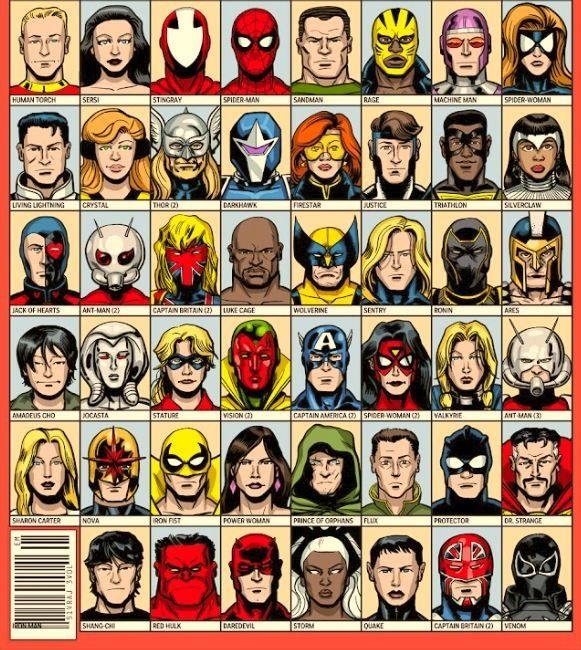 HUMAN TORCH SERSI STINGRAY SPIDER-MAN SANDMAN RAGE MACHINE MAN SPIDER-WOMAN
LIVING LIGHTNING CRYSTAL THOR (2) DARKHAWK FIRESTAR JUSTICE TRIATHLON SILVERCLAW
JACK OF HEARTS ANT-MAN (2) CAPTAIN BRITAIN (2) LUKE CAGE WOLVERINE SENTRY RONIN ARES
A
AMADEUS CHO JOCASTA STATURE VISION (2) CAPTAIN AMERICA (2) SPIDER-WOMAN (2) VALKYRIE ANT-MAN (3)
SHARON CARTER NOVA IRON FIST POWER WOMAN PRINCE OF ORPHANS FLUX PROTECTOR DR. STRANGE
EM
IRON MAN SHANG-CHI RED HULK DAREDEVIL STORM QUAKE CAPTAIN BRITAIN (2) VENOM